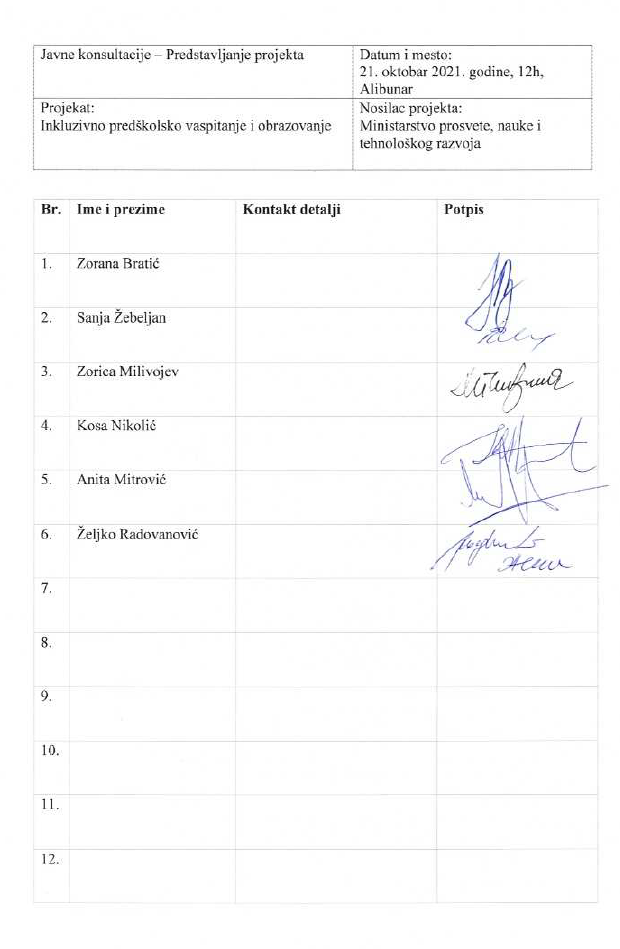 Javne konsultacije – Predstavljanje projekta
Datum i mesto:
21. oktobar 2021. godine, 12h,
Alibunar
Projekat:
Inkluzivno predškolsko vaspitanje i obrazovanje
Nosilac projekta:
Ministarstvo prosvete, nauke i
tehnološkog razvoja
Br. Ime i prezime Kontakt detalji Potpis
1. Zorana Bratić
2. Sanja Žebeljan
3. Zorica Milivojev
4. Kosa Nikolić
5. Anita Mitrović
6. Željko Radovanović
7.
8.
9.
10.
11.
12.